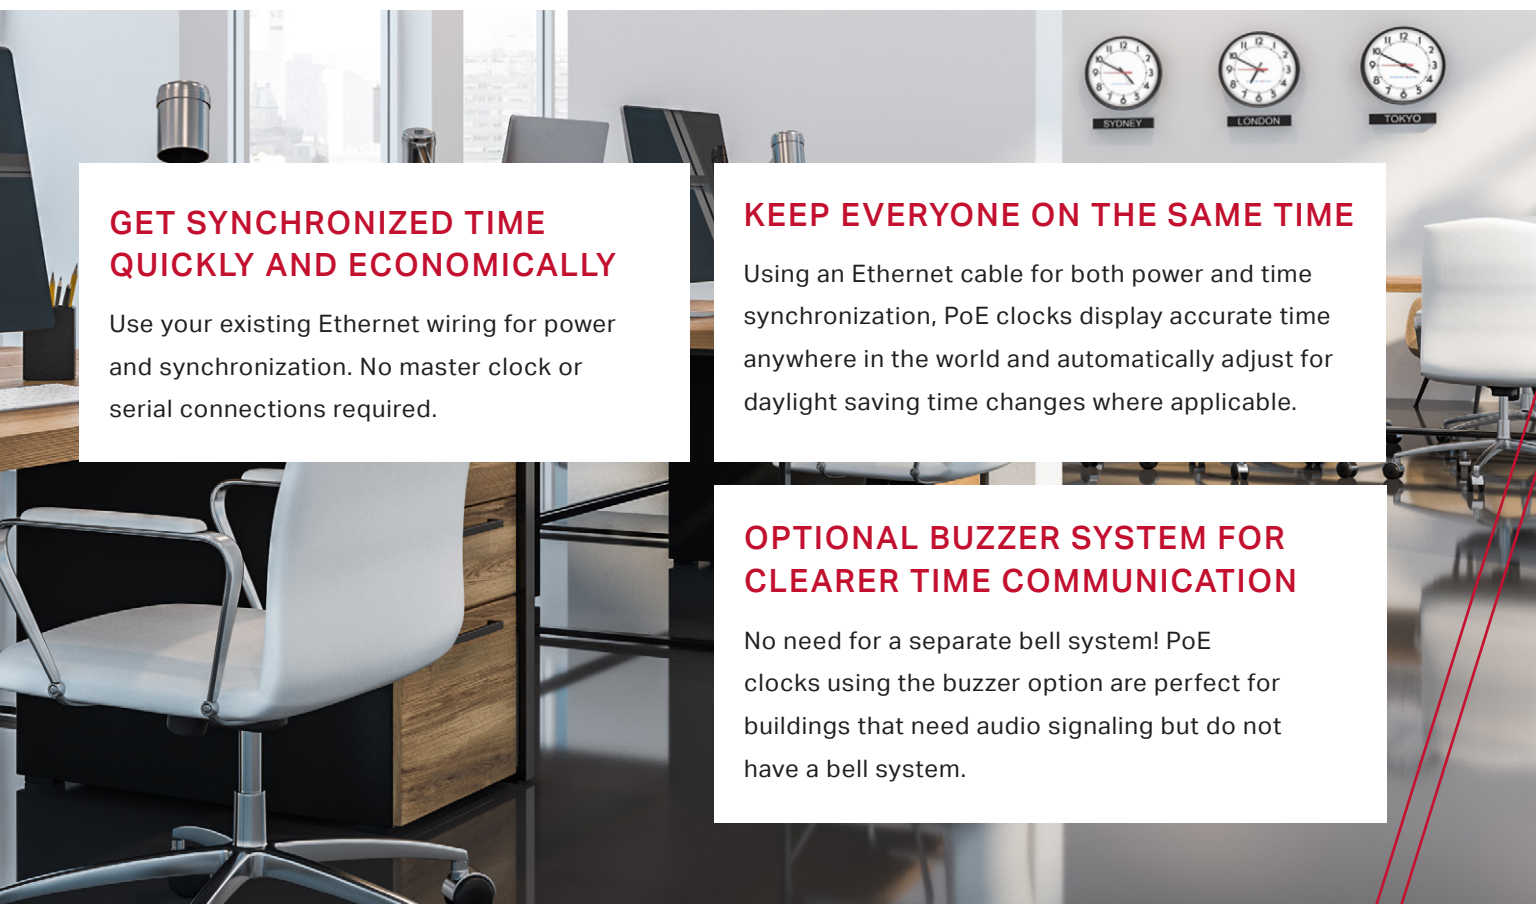 SYDNEY
LONDON
TOKYO
GET SYNCHRONIZED TIME
QUICKLY AND ECONOMICALLY
Use your existing Ethernet wiring for power
and synchronization. No master clock or
serial connections required.
KEEP EVERYONE ON THE SAME TIME
Using an Ethernet cable for both power and time
synchronization, PoE clocks display accurate time
anywhere in the world and automatically adjust for
daylight saving time changes where applicable.
OPTIONAL BUZZER SYSTEM FOR
CLEARER TIME COMMUNICATION
No need for a separate bell system! PoE
clocks using the buzzer option are perfect for
buildings that need audio signaling but do not
have a bell system.